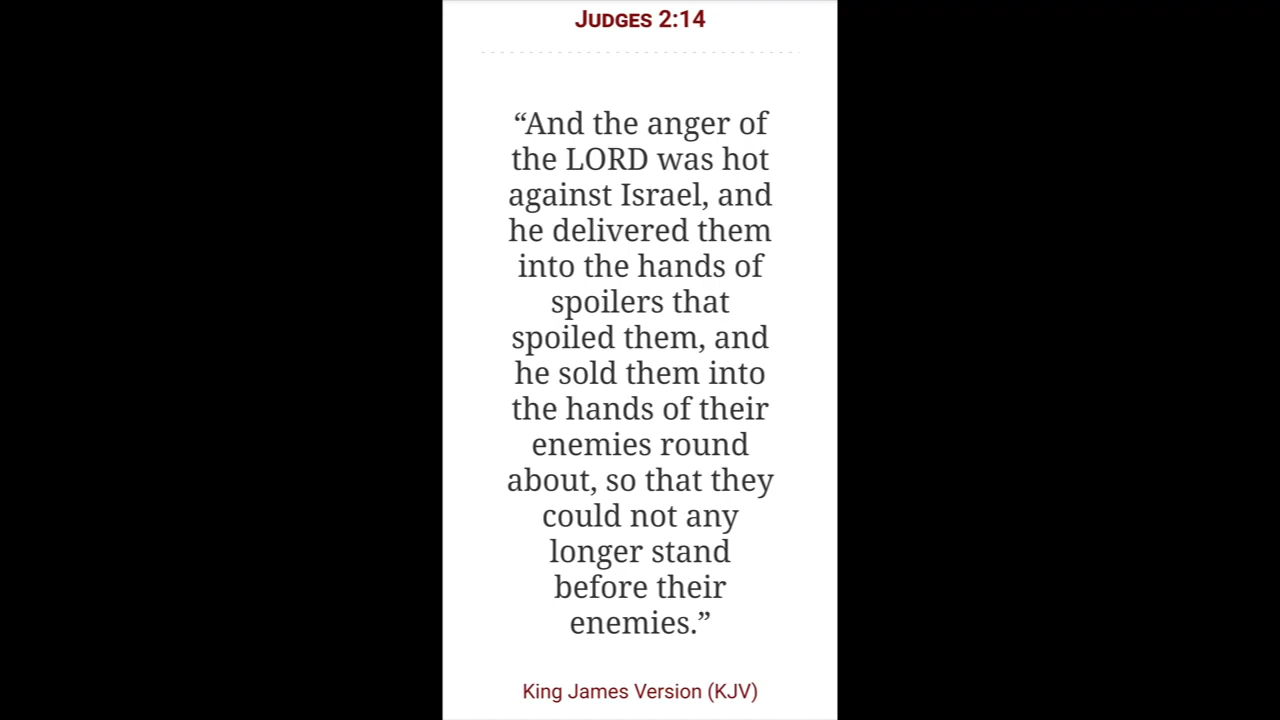 Judges 2:14
“And the anger of
the LORD was hot
against Israel, and
he delivered them
into the hands of
spoilers that
spoiled them, and
he sold them into
the hands of their
enemies round
about, so that they
could not any
longer stand
before their
enemies.”
King James Version (KJV)